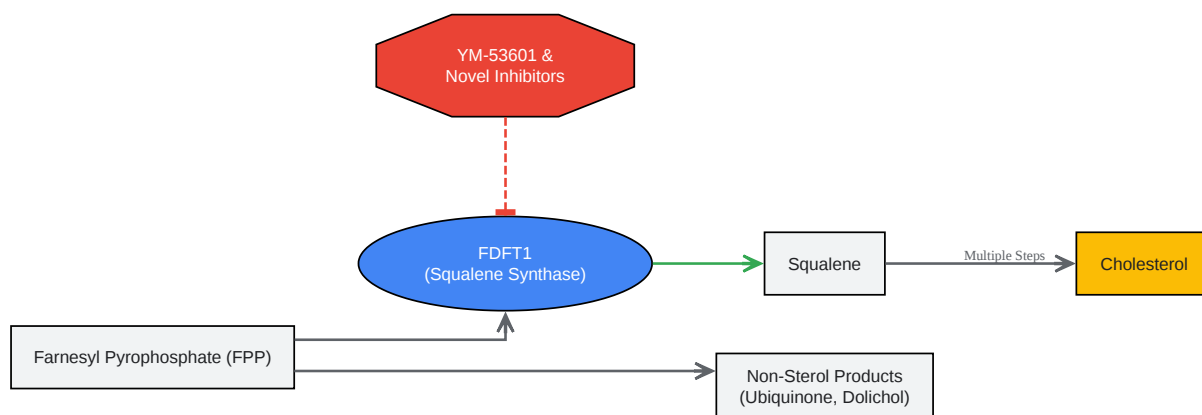 YM-53601 &
Novel Inhibitors
FDFT1
(Squalene Synthase)
Squalene
Multiple Steps
Cholesterol
Farnesyl Pyrophosphate (FPP)
Non-Sterol Products
(Ubiquinone, Dolichol)